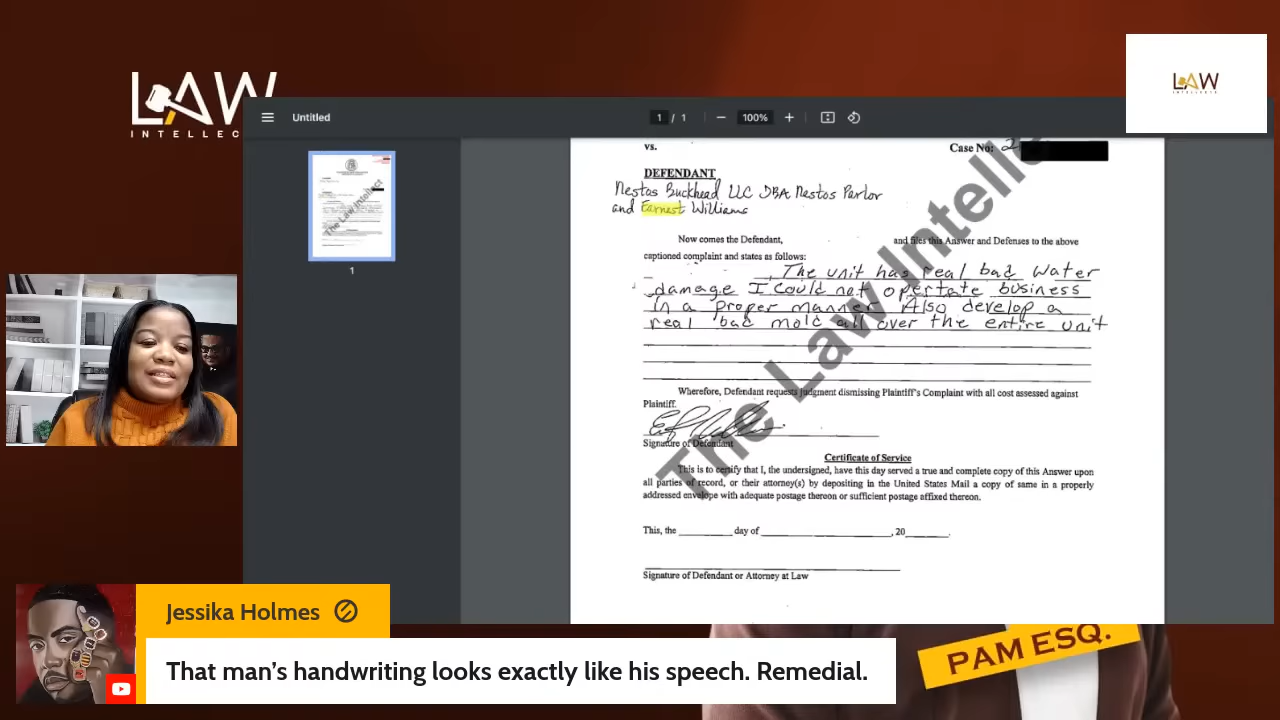 LAW
INTELLEC
Untitled
1 / 1
100%
LAW
INTELLECT
1
vs.
Case No: 2
DEFENDANT
Nestos Buckhead LLC DBA Nestos Parlor
and Earnest Williams
Now comes the Defendant, and files this Answer and Defenses to the above
captioned complaint and states as follows:
The unit has real bad water
damage I could not opertate business
in a proper manner Also develop a
real bad mold all over the entire unit
Wherefore, Defendant requests judgment dismissing Plaintiff's Complaint with all cost assessed against
Plaintiff.
Signature of Defendant
Certificate of Service
This is to certify that I, the undersigned, have this day served a true and complete copy of this Answer upon
all parties of record, or their attorney(s) by depositing in the United States Mail a copy of same in a properly
addressed envelope with adequate postage thereon or sufficient postage affixed thereon.
This, the day of , 20 .
Signature of Defendant or Attorney at Law
The Law Intelle
The Law Intellect
Jessika Holmes
That man's handwriting looks exactly like his speech. Remedial.
PAM ESQ.